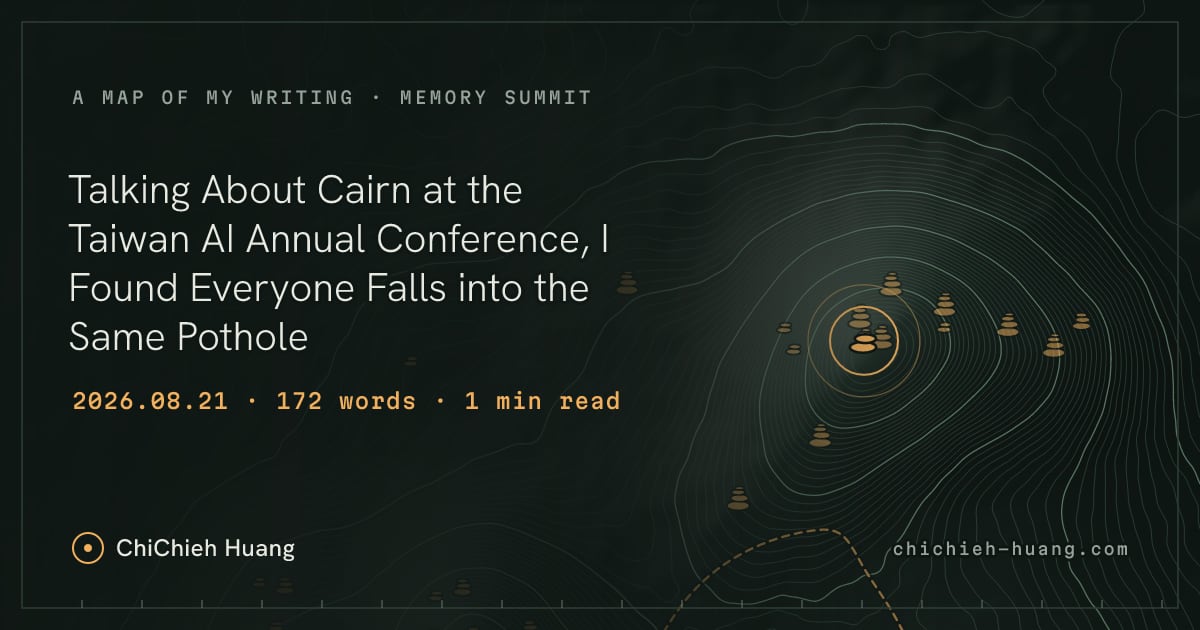 A MAP OF MY WRITING · MEMORY SUMMIT
Talking About Cairn at the
Taiwan AI Annual Conference, I
Found Everyone Falls into the
Same Pothole
2026.08.21 · 172 words · 1 min read
ChiChieh Huang
chichieh-huang.com